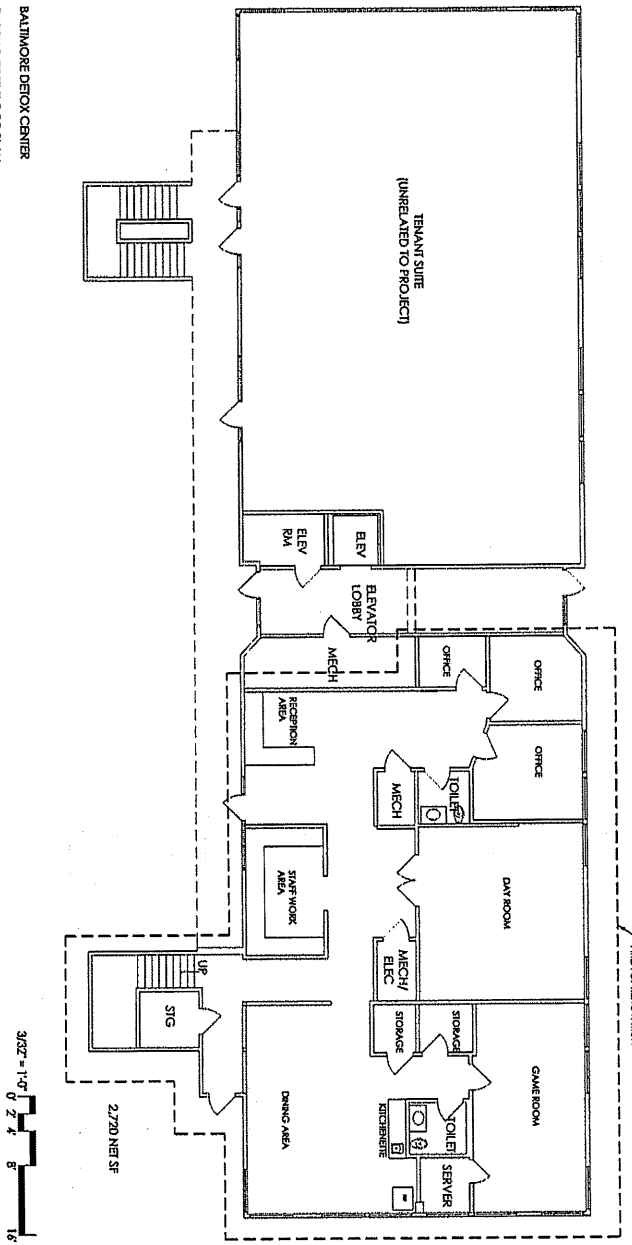 BALTIMORE DETOX CENTER
TENANT SUITE
(UNRELATED TO PROJECT)
ELEV
RM
ELEV
ELEVATOR
LOBBY
MECH
OFFICE
OFFICE
OFFICE
RECEPTION
AREA
MECH
TOILET
STAFF WORK
AREA
DAY ROOM
MECH/
ELEC
UP
STG
STORAGE
STORAGE
GAME ROOM
DINING AREA
KITCHENETTE
TOILET
SERVER
REF
2,720 NET SF
3/32" = 1'-0"
0' 2' 4' 8' 16'